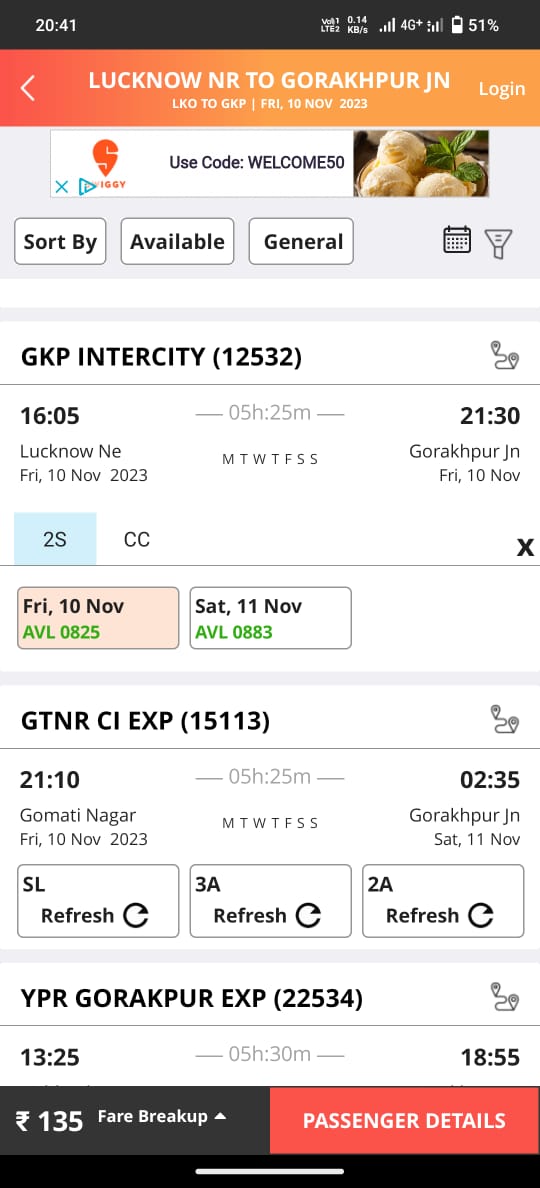 20:41 Vo)) 1 LTE2 0.14 KB/s 4G+ 51%
LUCKNOW NR TO GORAKHPUR JN
Login
LKO TO GKP | FRI, 10 NOV 2023
Use Code: WELCOME50
IGGY
Sort By Available General
GKP INTERCITY (12532)
16:05 05h:25m 21:30
Lucknow Ne M T W T F S S Gorakhpur Jn
Fri, 10 Nov 2023 Fri, 10 Nov
2S CC X
Fri, 10 Nov Sat, 11 Nov
AVL 0825 AVL 0883
GTNR CI EXP (15113)
21:10 05h:25m 02:35
Gomati Nagar M T W T F S S Gorakhpur Jn
Fri, 10 Nov 2023 Sat, 11 Nov
SL 3A 2A
Refresh Refresh Refresh
YPR GORAKPUR EXP (22534)
13:25 05h:30m 18:55
₹ 135 Fare Breakup PASSENGER DETAILS